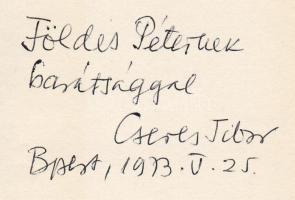 Földes Péternek
barátsággal
Cseres Tibor
Bpest, 1973. V. 25.